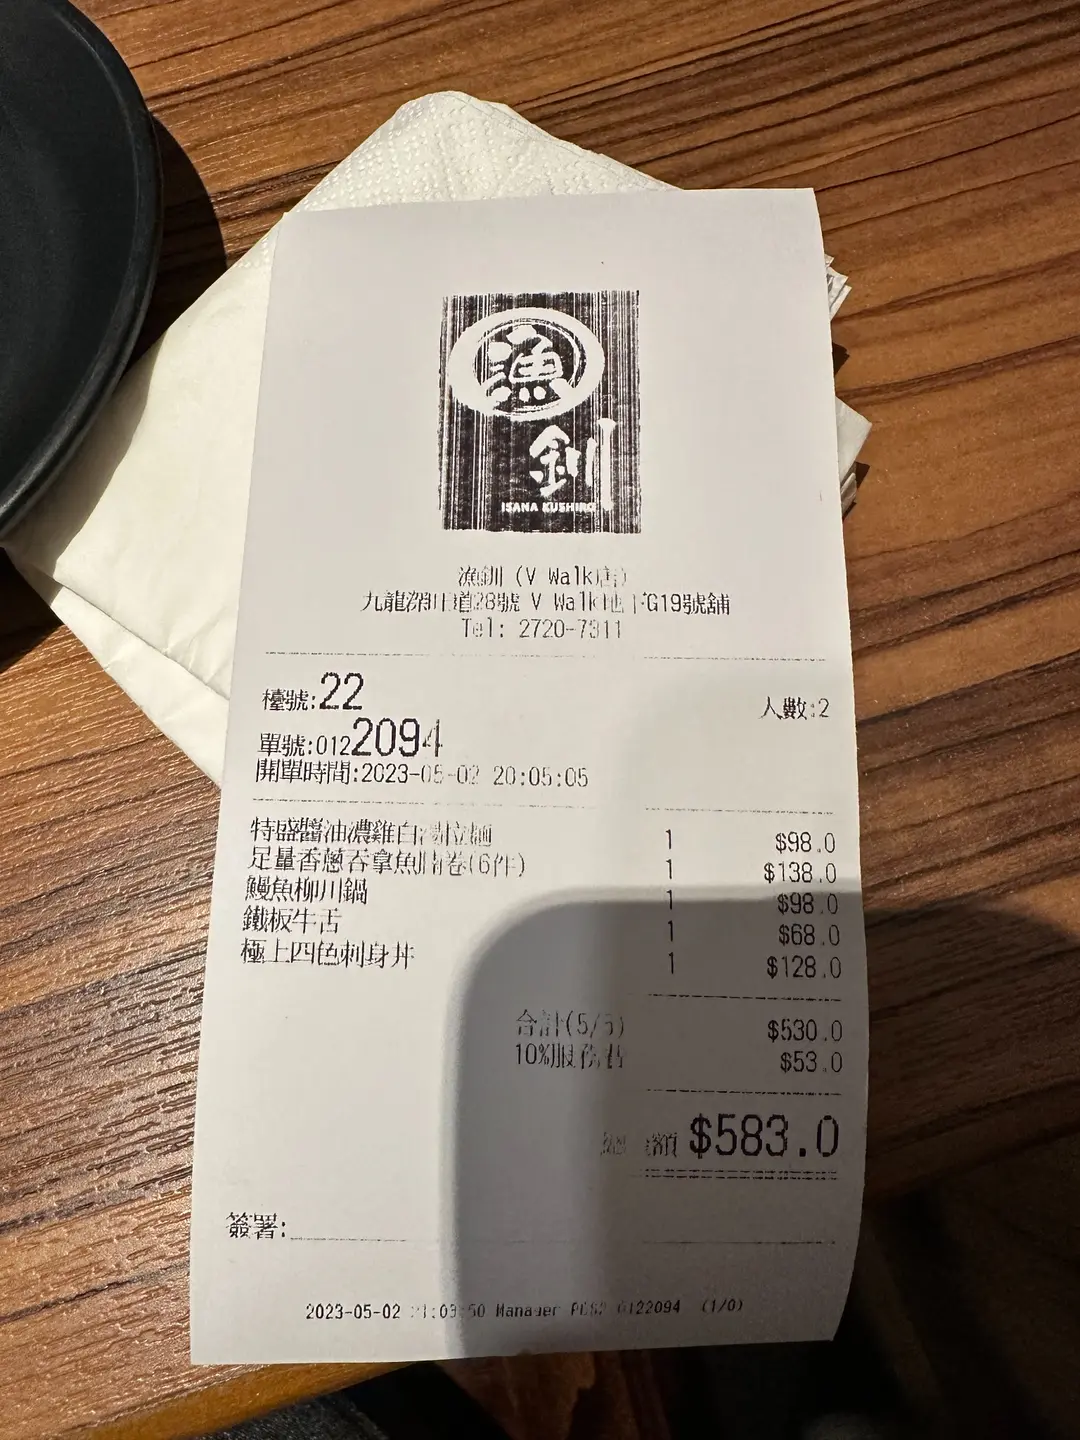 漁
釧
ISANA KUSHIRO
漁釧 (V Walk店)
九龍深旺道28號 V Walk地下G19號舖
Tel: 2720-7311
檯號:22
人數:2
單號:0122094
開單時間:2023-05-02 20:05:05
特盛醬油濃雞白湯拉麵 1 $98.0
足量香蔥吞拿魚腩卷(6件) 1 $138.0
鰻魚柳川鍋 1 $98.0
鐵板牛舌 1 $68.0
極上四色刺身丼 1 $128.0
合計(5/5) $530.0
10%服務費 $53.0
額 $583.0
簽署:
2023-05-02 Manager 0122094 (1/0)